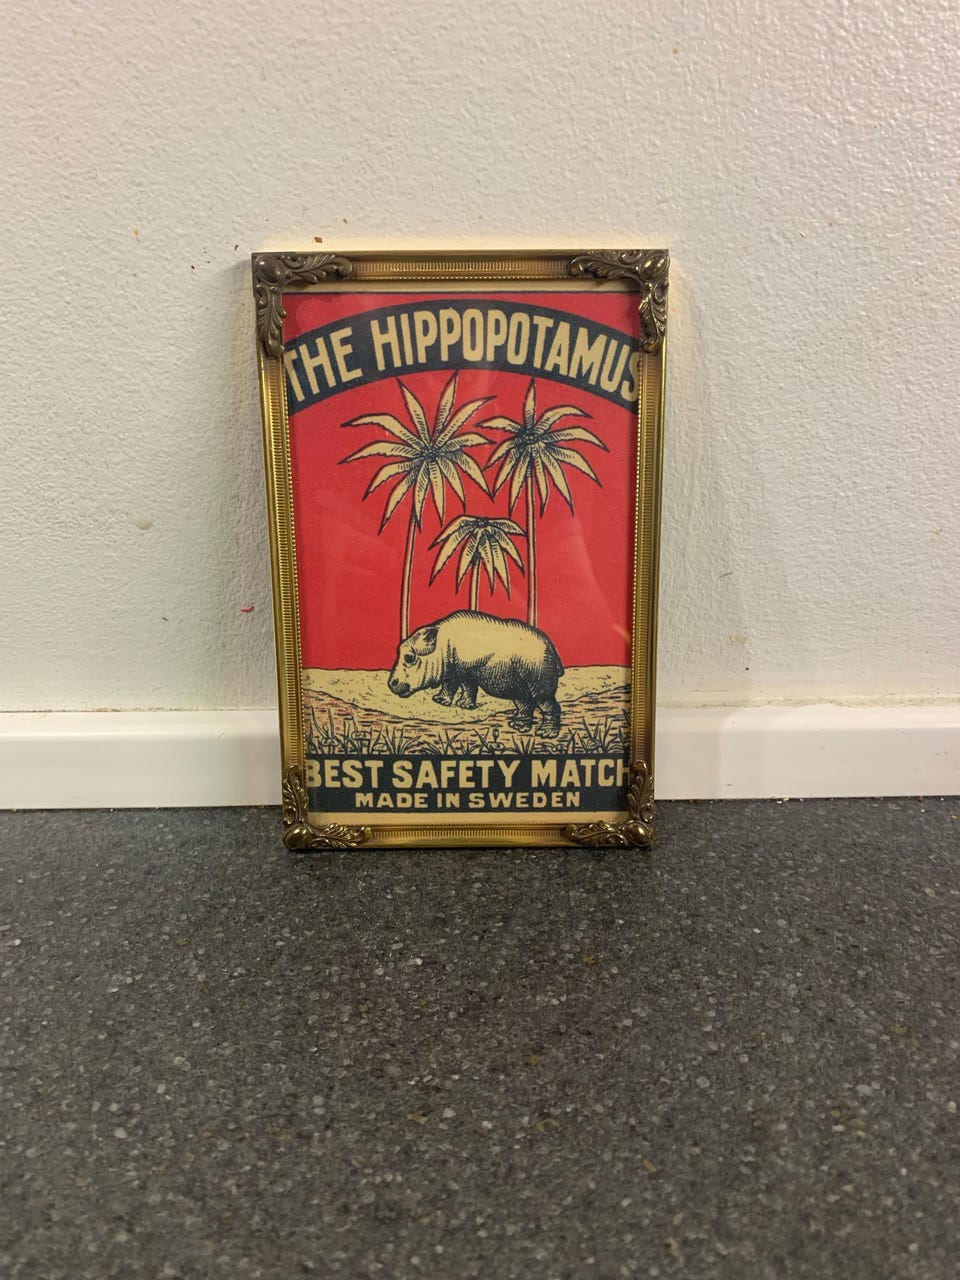 THE HIPPOPOTAMUS
BEST SAFETY MATCH
MADE IN SWEDEN